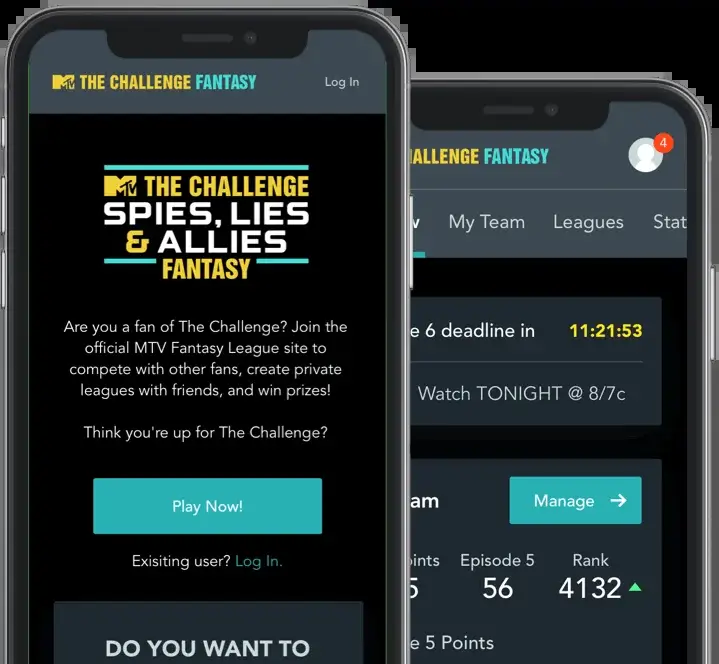 MTV THE CHALLENGE FANTASY
Log In
MTV THE CHALLENGE
SPIES, LIES
& ALLIES
FANTASY
Are you a fan of The Challenge? Join the
official MTV Fantasy League site to
compete with other fans, create private
leagues with friends, and win prizes!
Think you're up for The Challenge?
Play Now!
Exisiting user? Log In.
DO YOU WANT TO
ALLENGE FANTASY
4
My Team
Leagues
Stat
e 6 deadline in
11:21:53
Watch TONIGHT @ 8/7c
am
Manage →
oints
Episode 5
Rank
5
56
4132
e 5 Points